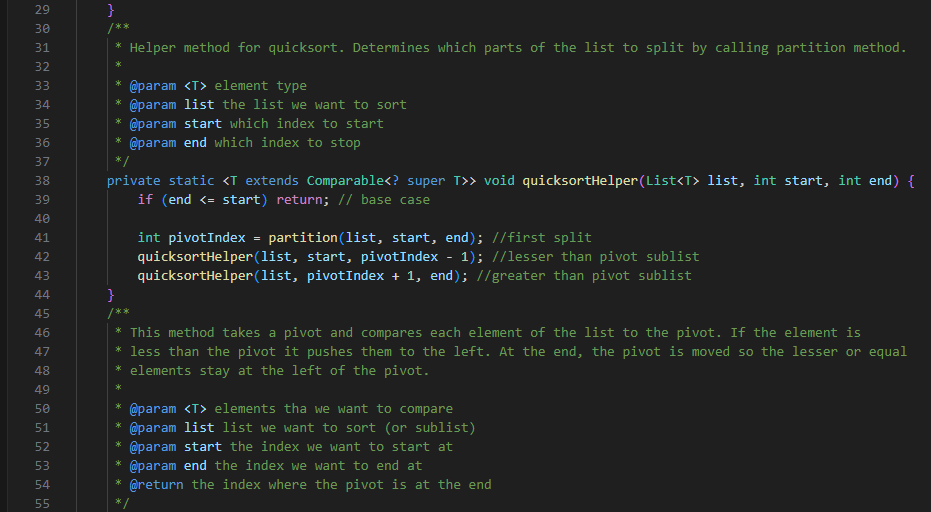 29 }
30 /**
31 * Helper method for quicksort. Determines which parts of the list to split by calling partition method.
32 *
33 * @param <T> element type
34 * @param list the list we want to sort
35 * @param start which index to start
36 * @param end which index to stop
37 */
38 private static <T extends Comparable<? super T>> void quicksortHelper(List<T> list, int start, int end) {
39 if (end <= start) return; // base case
40
41 int pivotIndex = partition(list, start, end); //first split
42 quicksortHelper(list, start, pivotIndex - 1); //lesser than pivot sublist
43 quicksortHelper(list, pivotIndex + 1, end); //greater than pivot sublist
44 }
45 /**
46 * This method takes a pivot and compares each element of the list to the pivot. If the element is
47 * less than the pivot it pushes them to the left. At the end, the pivot is moved so the lesser or equal
48 * elements stay at the left of the pivot.
49 *
50 * @param <T> elements tha we want to compare
51 * @param list list we want to sort (or sublist)
52 * @param start the index we want to start at
53 * @param end the index we want to end at
54 * @return the index where the pivot is at the end
55 */